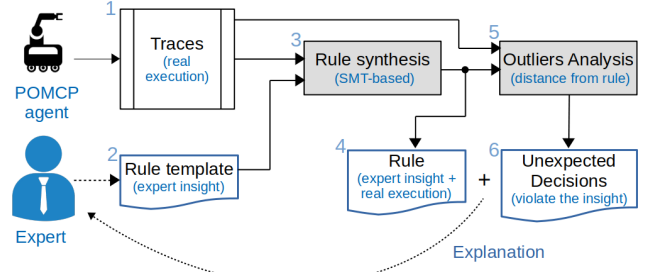 1
Traces
(real
execution)
3
Rule synthesis
(SMT-based)
5
Outliers Analysis
(distance from rule)
POMCP
agent
2
Rule template
(expert insight)
4
Rule
(expert insight +
real execution)
+
6
Unexpected
Decisions
(violate the insight)
Expert
Explanation